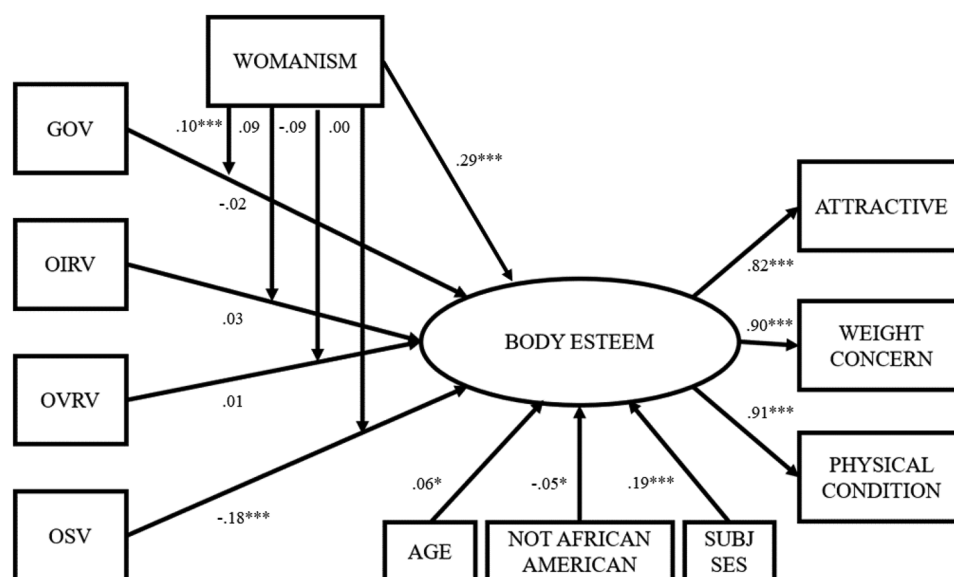 WOMANISM
GOV
.10***
.09
-.09
.00
.29***
-.02
ATTRACTIVE
OIRV
.82***
.03
BODY ESTEEM
.90***
WEIGHT
CONCERN
OVRV
.01
.91***
PHYSICAL
CONDITION
.06*
-.05*
.19***
OSV
-.18***
AGE
NOT AFRICAN
AMERICAN
SUBJ
SES